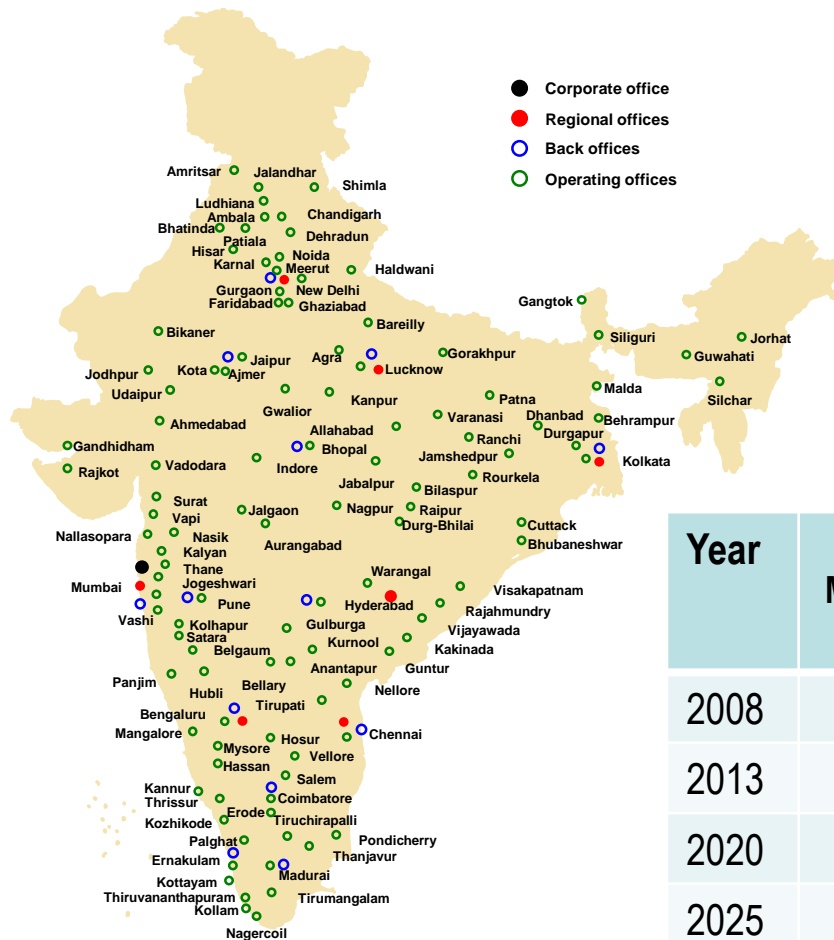 Corporate office
Regional offices
Back offices
Operating offices
Amritsar
Jalandhar
Shimla
Ludhiana
Ambala
Chandigarh
Bhatinda
Patiala
Dehradun
Hisar
Noida
Karnal
Meerut
Haldwani
Gurgaon
New Delhi
Faridabad
Ghaziabad
Gangtok
Bikaner
Bareilly
Siliguri
Jorhat
Agra
Gorakhpur
Guwahati
Jaipur
Jodhpur
Kota
Ajmer
Lucknow
Udaipur
Malda
Silchar
Kanpur
Patna
Gwalior
Varanasi
Dhanbad
Behrampur
Ahmedabad
Allahabad
Durgapur
Ranchi
Gandhidham
Bhopal
Jamshedpur
Kolkata
Rajkot
Vadodara
Indore
Rourkela
Jabalpur
Bilaspur
Surat
Jalgaon
Nagpur
Raipur
Vapi
Durg-Bhilai
Cuttack
Nallasopara
Nasik
Aurangabad
Bhubaneshwar
Kalyan
Warangal
Thane
Jogeshwari
Visakapatnam
Mumbai
Pune
Hyderabad
Rajahmundry
Vashi
Kolhapur
Gulburga
Vijayawada
Satara
Kurnool
Belgaum
Kakinada
Anantapur
Guntur
Panjim
Hubli
Bellary
Nellore
Tirupati
Bengaluru
Mangalore
Hosur
Chennai
Mysore
Vellore
Hassan
Salem
Kannur
Coimbatore
Thrissur
Erode
Kozhikode
Tiruchirapalli
Palghat
Pondicherry
Thanjavur
Ernakulam
Madurai
Kottayam
Thiruvananthapuram
Tirumangalam
Kollam
Nagercoil
Year
2008
2013
2020
2025